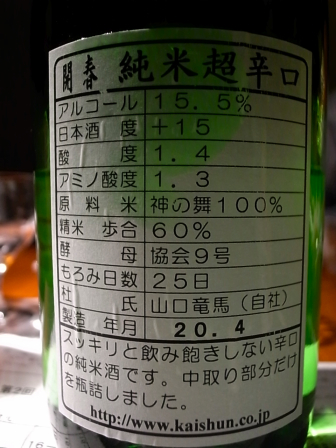 開春 純米超辛口
アルコール 15.5%
日本酒度 +15
酸度 1.4
アミノ酸度 1.3
原料米 神の舞100%
精米歩合 60%
酵母 協会9号
もろみ日数 25日
杜氏 山口竜馬(自社)
製造年月 20.4
スッキリと飲み飽きしない辛口
の純米酒です。中取り部分だけ
を瓶詰しました。
http://www.kaishun.co.jp